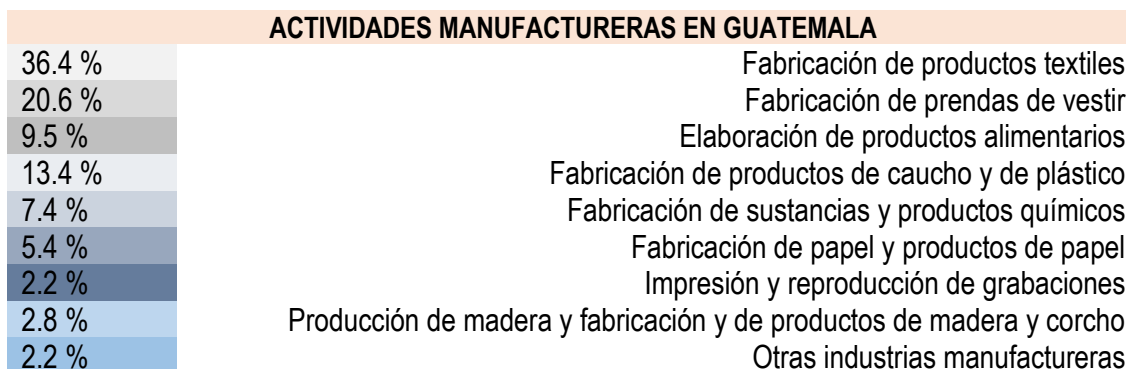 ACTIVIDADES MANUFACTURERAS EN GUATEMALA
36.4 % Fabricación de productos textiles
20.6 % Fabricación de prendas de vestir
9.5 % Elaboración de productos alimentarios
13.4 % Fabricación de productos de caucho y de plástico
7.4 % Fabricación de sustancias y productos químicos
5.4 % Fabricación de papel y productos de papel
2.2 % Impresión y reproducción de grabaciones
2.8 % Producción de madera y fabricación y de productos de madera y corcho
2.2 % Otras industrias manufactureras